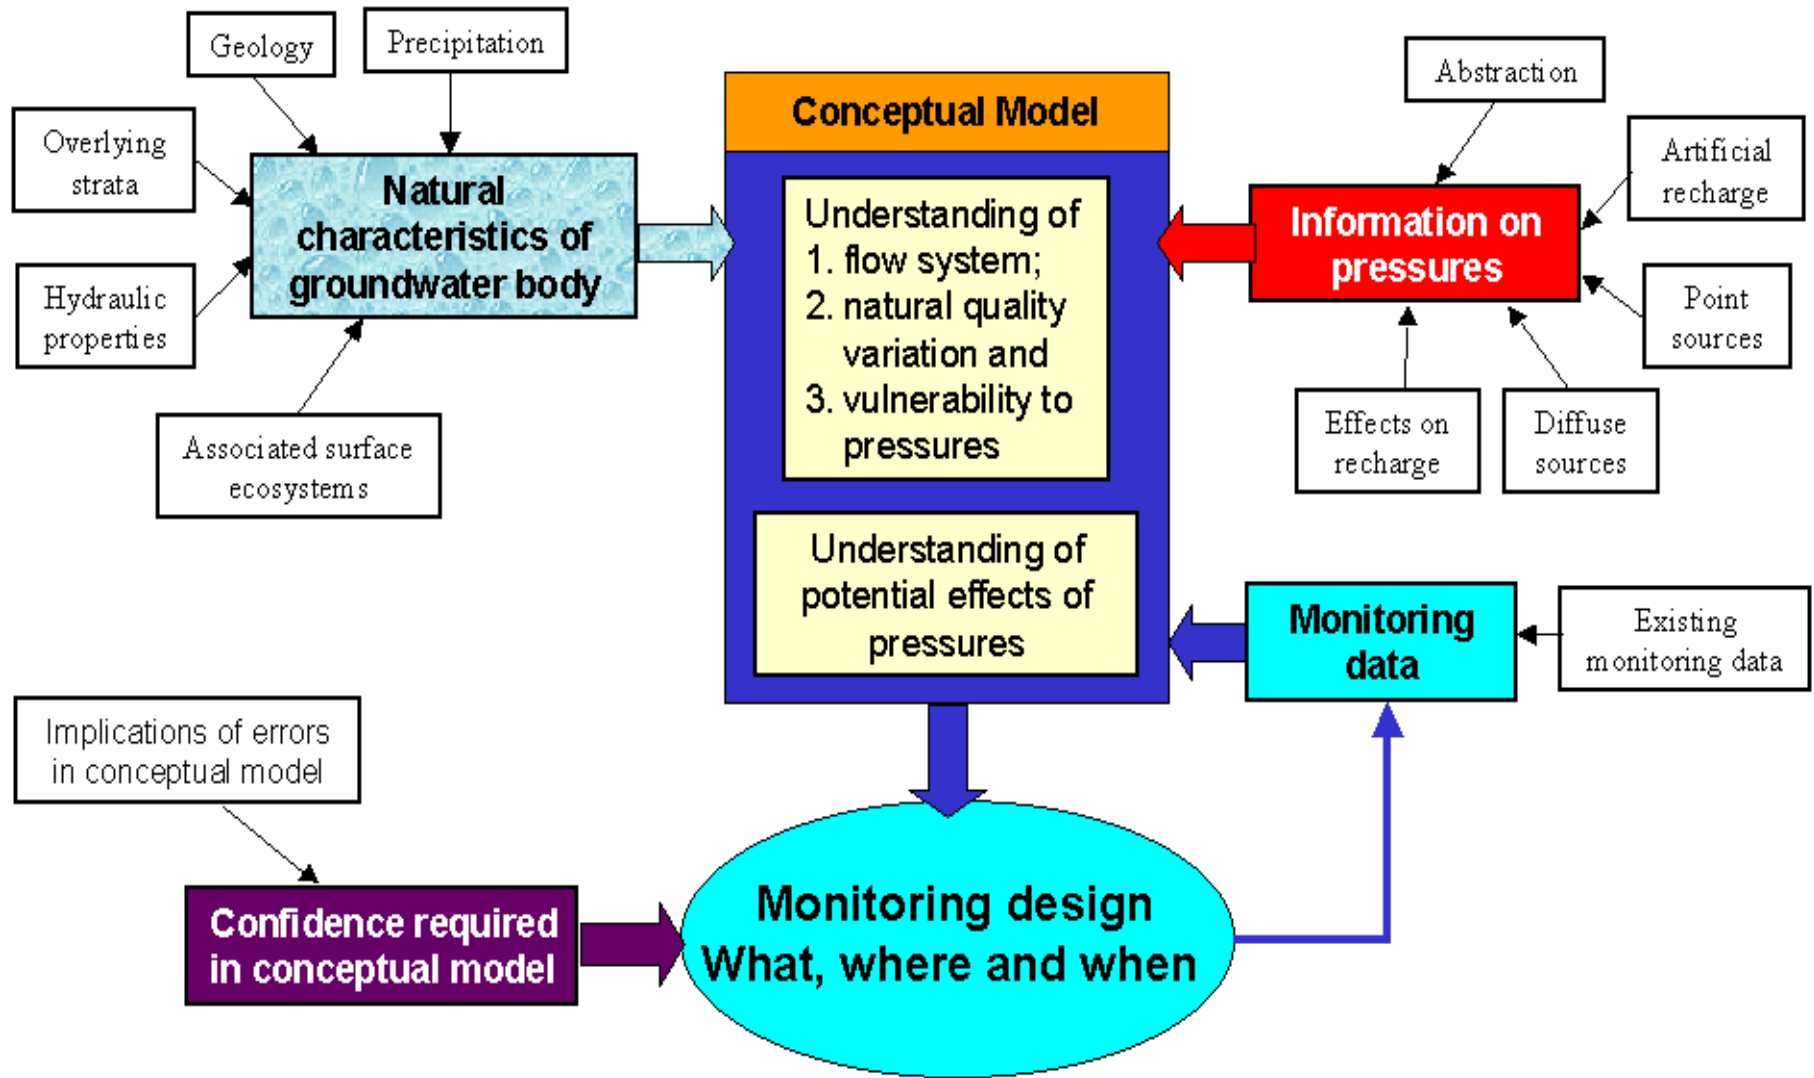 Geology
Precipitation
Overlying
strata
Hydraulic
properties
Associated surface
ecosystems
Natural
characteristics of
groundwater body
Conceptual Model
Understanding of
1. flow system;
2. natural quality
variation and
3. vulnerability to
pressures
Understanding of
potential effects of
pressures
Abstraction
Artificial
recharge
Information on
pressures
Point
sources
Effects on
recharge
Diffuse
sources
Monitoring
data
Existing
monitoring data
Implications of errors
in conceptual model
Confidence required
in conceptual model
Monitoring design
What, where and when